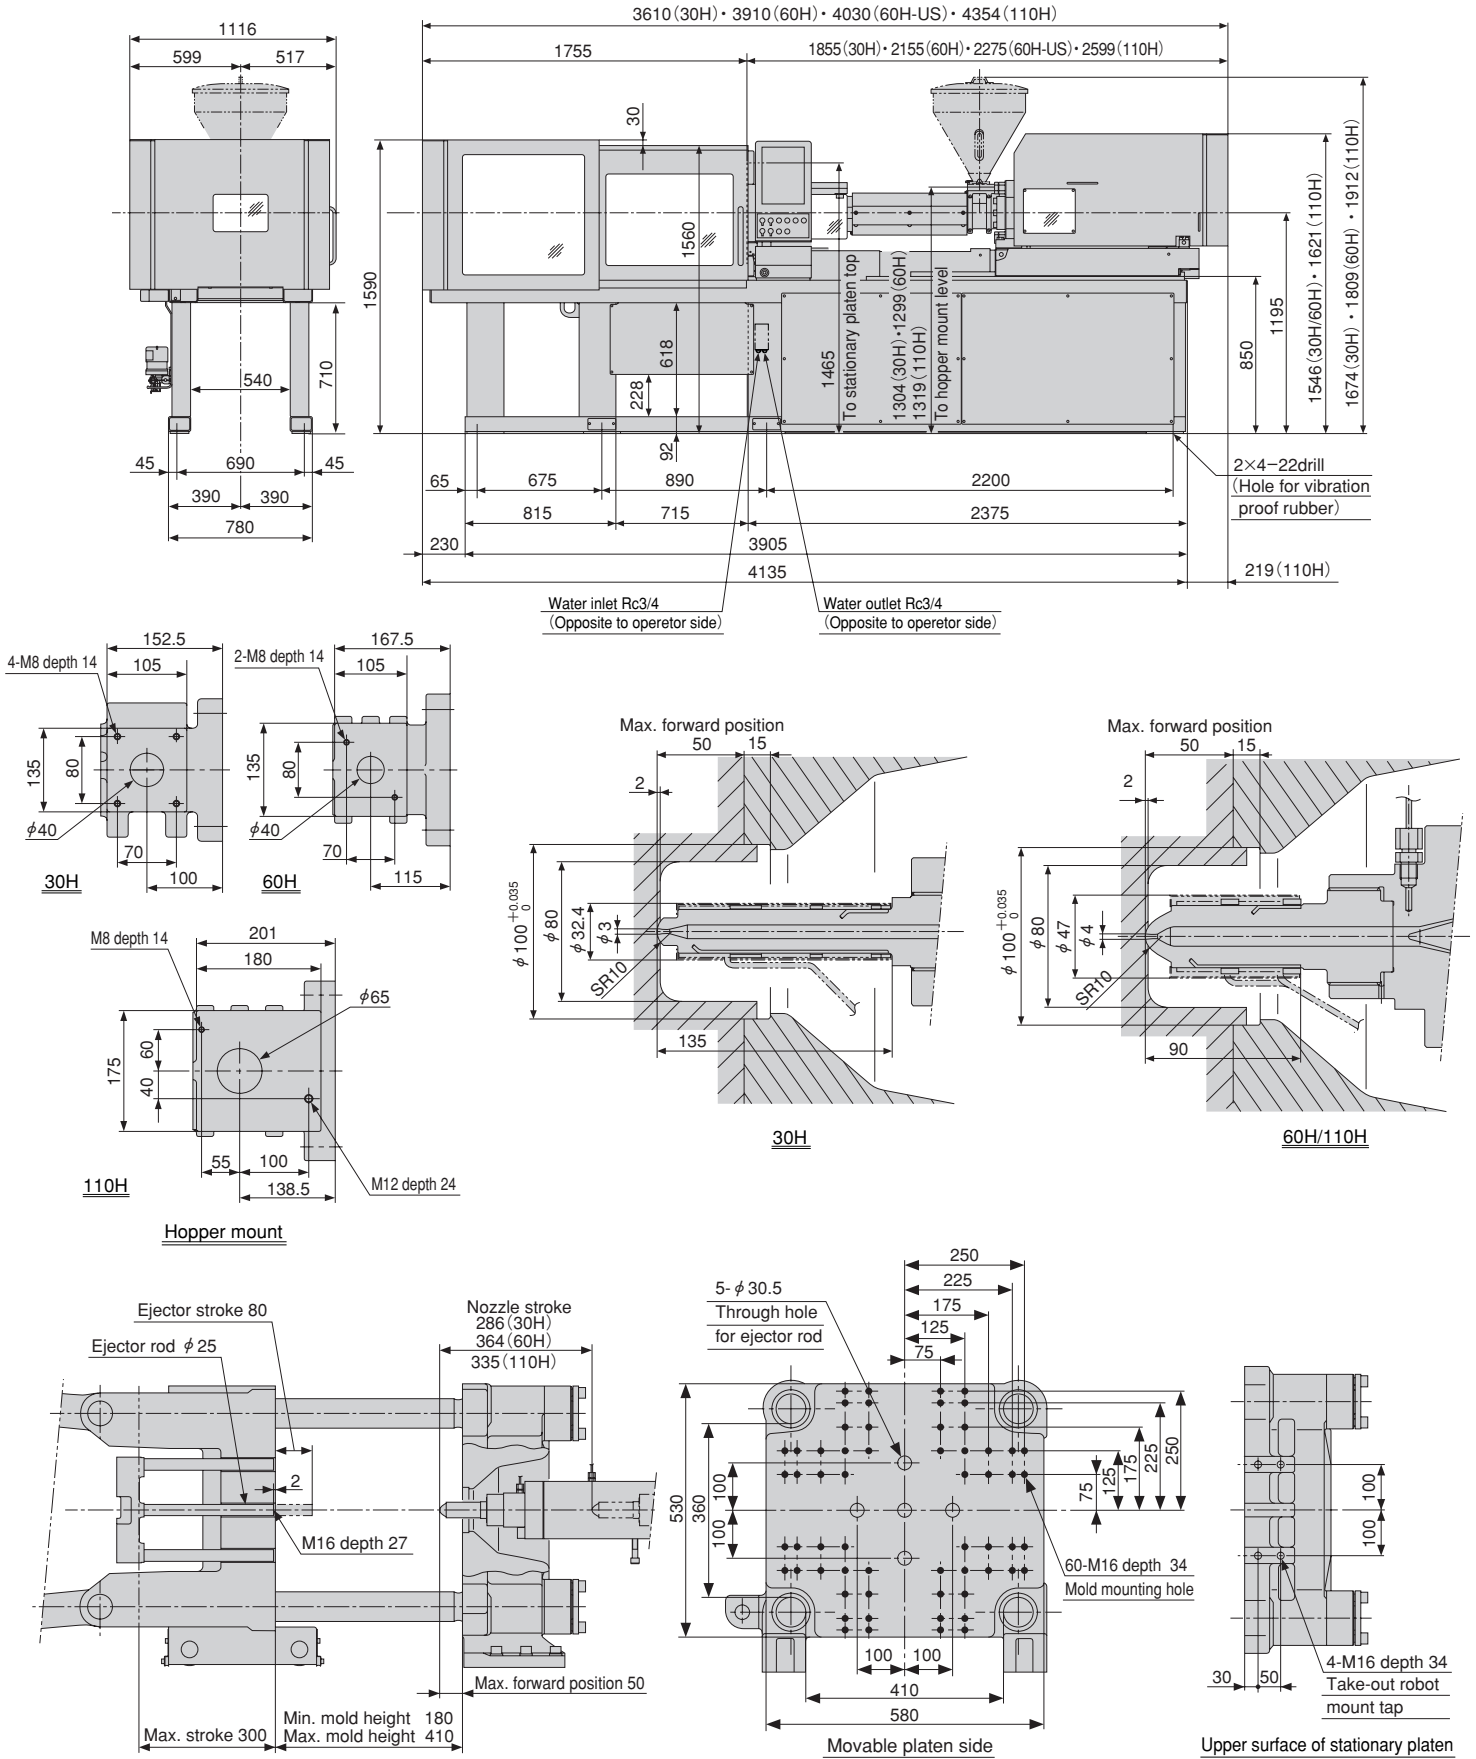 3610(30H)・3910(60H)・4030(60H-US)・4354(110H)
1116
599
517
1755
1855(30H)・2155(60H)・2275(60H-US)・2599(110H)
30
1590
1560
1465
To stationary platen top
1304(30H)・1299(60H)
1319(110H)
To hopper mount level
850
1195
1546(30H/60H)・1621(110H)
1674(30H)・1809(60H)・1912(110H)
540
710
618
228
92
45
690
45
390
390
780
65
675
890
2200
2×4−22drill
(Hole for vibration
proof rubber)
815
715
2375
230
3905
4135
219(110H)
Water inlet Rc3/4
(Opposite to operetor side)
Water outlet Rc3/4
(Opposite to operetor side)
152.5
4-M8 depth 14
105
135
80
φ40
70
100
30H
167.5
2-M8 depth 14
105
135
80
φ40
70
115
60H
201
M8 depth 14
180
φ65
175
60
40
55
100
138.5
M12 depth 24
110H
Hopper mount
Max. forward position
50
15
2
φ100 +0.035 0
φ80
φ32.4
φ3
SR10
135
30H
Max. forward position
50
15
2
φ100 +0.035 0
φ80
φ47
φ4
SR10
90
60H/110H
Ejector stroke 80
Ejector rod φ25
Nozzle stroke
286(30H)
364(60H)
335(110H)
2
M16 depth 27
Max. forward position 50
Max. stroke 300
Min. mold height 180
Max. mold height 410
250
225
175
125
75
5-φ30.5
Through hole
for ejector rod
530
360
100
100
75
125
175
225
250
60-M16 depth 34
Mold mounting hole
100
100
410
580
Movable platen side
100
100
30
50
4-M16 depth 34
Take-out robot
mount tap
Upper surface of stationary platen